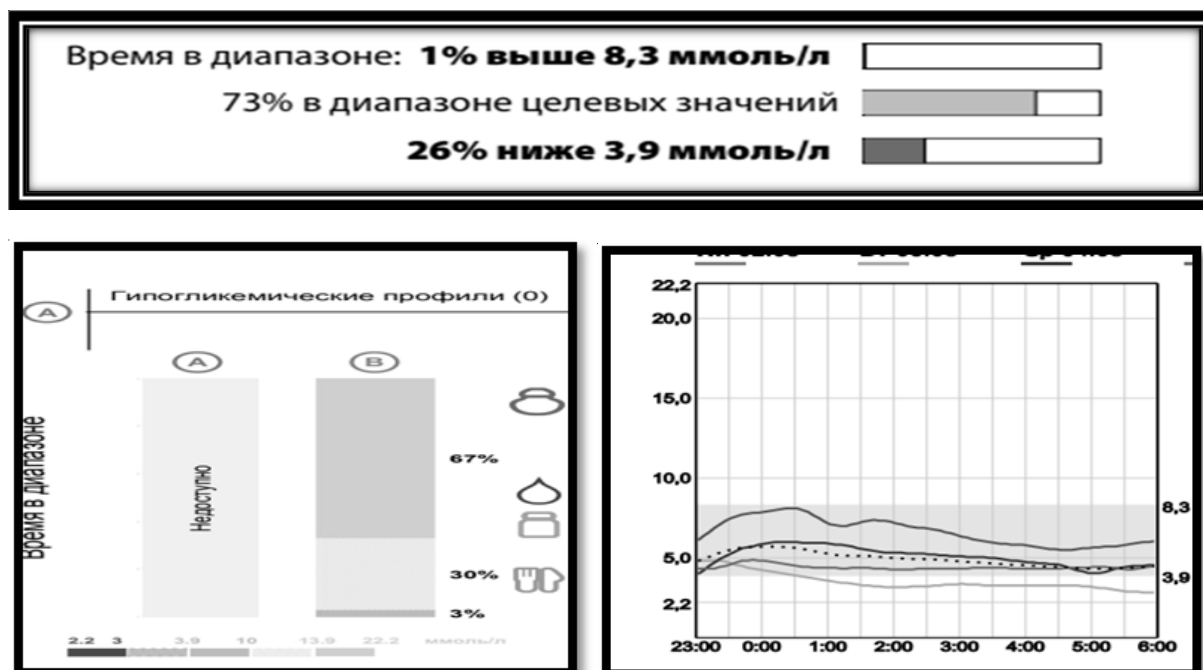 Время в диапазоне: 1% выше 8,3 ммоль/л
73% в диапазоне целевых значений
26% ниже 3,9 ммоль/л
A
Гипогликемические профили (0)
A B
Время в диапазоне
Недоступно
67%
30%
3%
2.2 3 3.9 10 13.9 22.2 ммоль/л
22,2
20,0
15,0
10,0
8,3
5,0
3,9
2,2
23:00 0:00 1:00 2:00 3:00 4:00 5:00 6:00